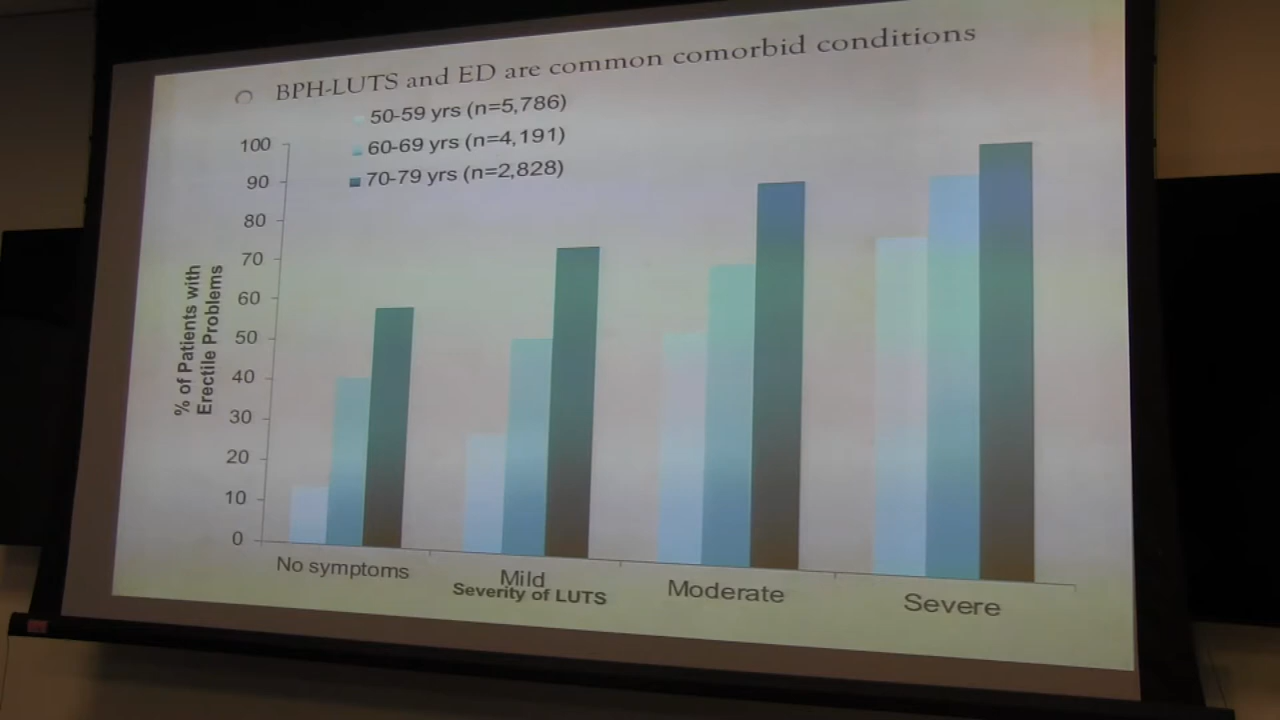 BPH-LUTS and ED are common comorbid conditions
50-59 yrs (n=5,786)
60-69 yrs (n=4,191)
70-79 yrs (n=2,828)
100
90
80
70
60
50
40
30
20
10
0
% of Patients with
Erectile Problems
No symptoms
Mild
Moderate
Severe
Severity of LUTS